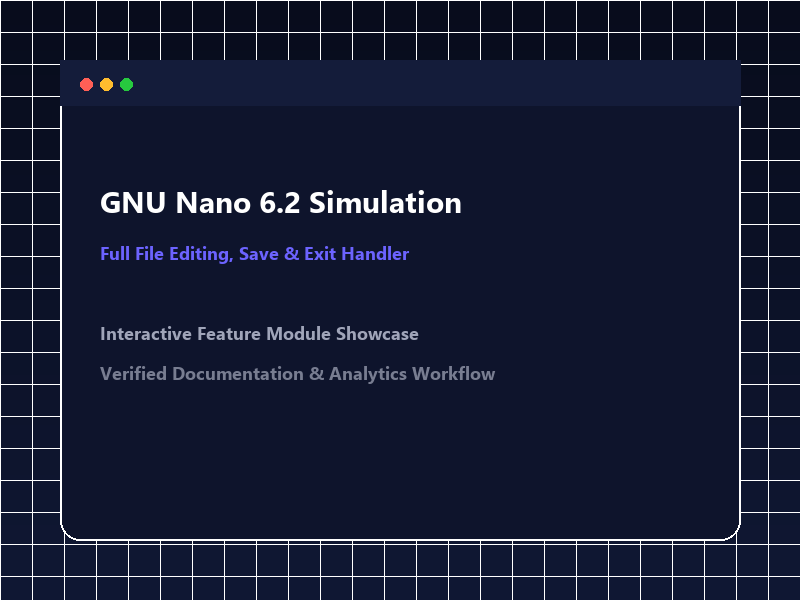 GNU Nano 6.2 Simulation
Full File Editing, Save & Exit Handler
Interactive Feature Module Showcase
Verified Documentation & Analytics Workflow